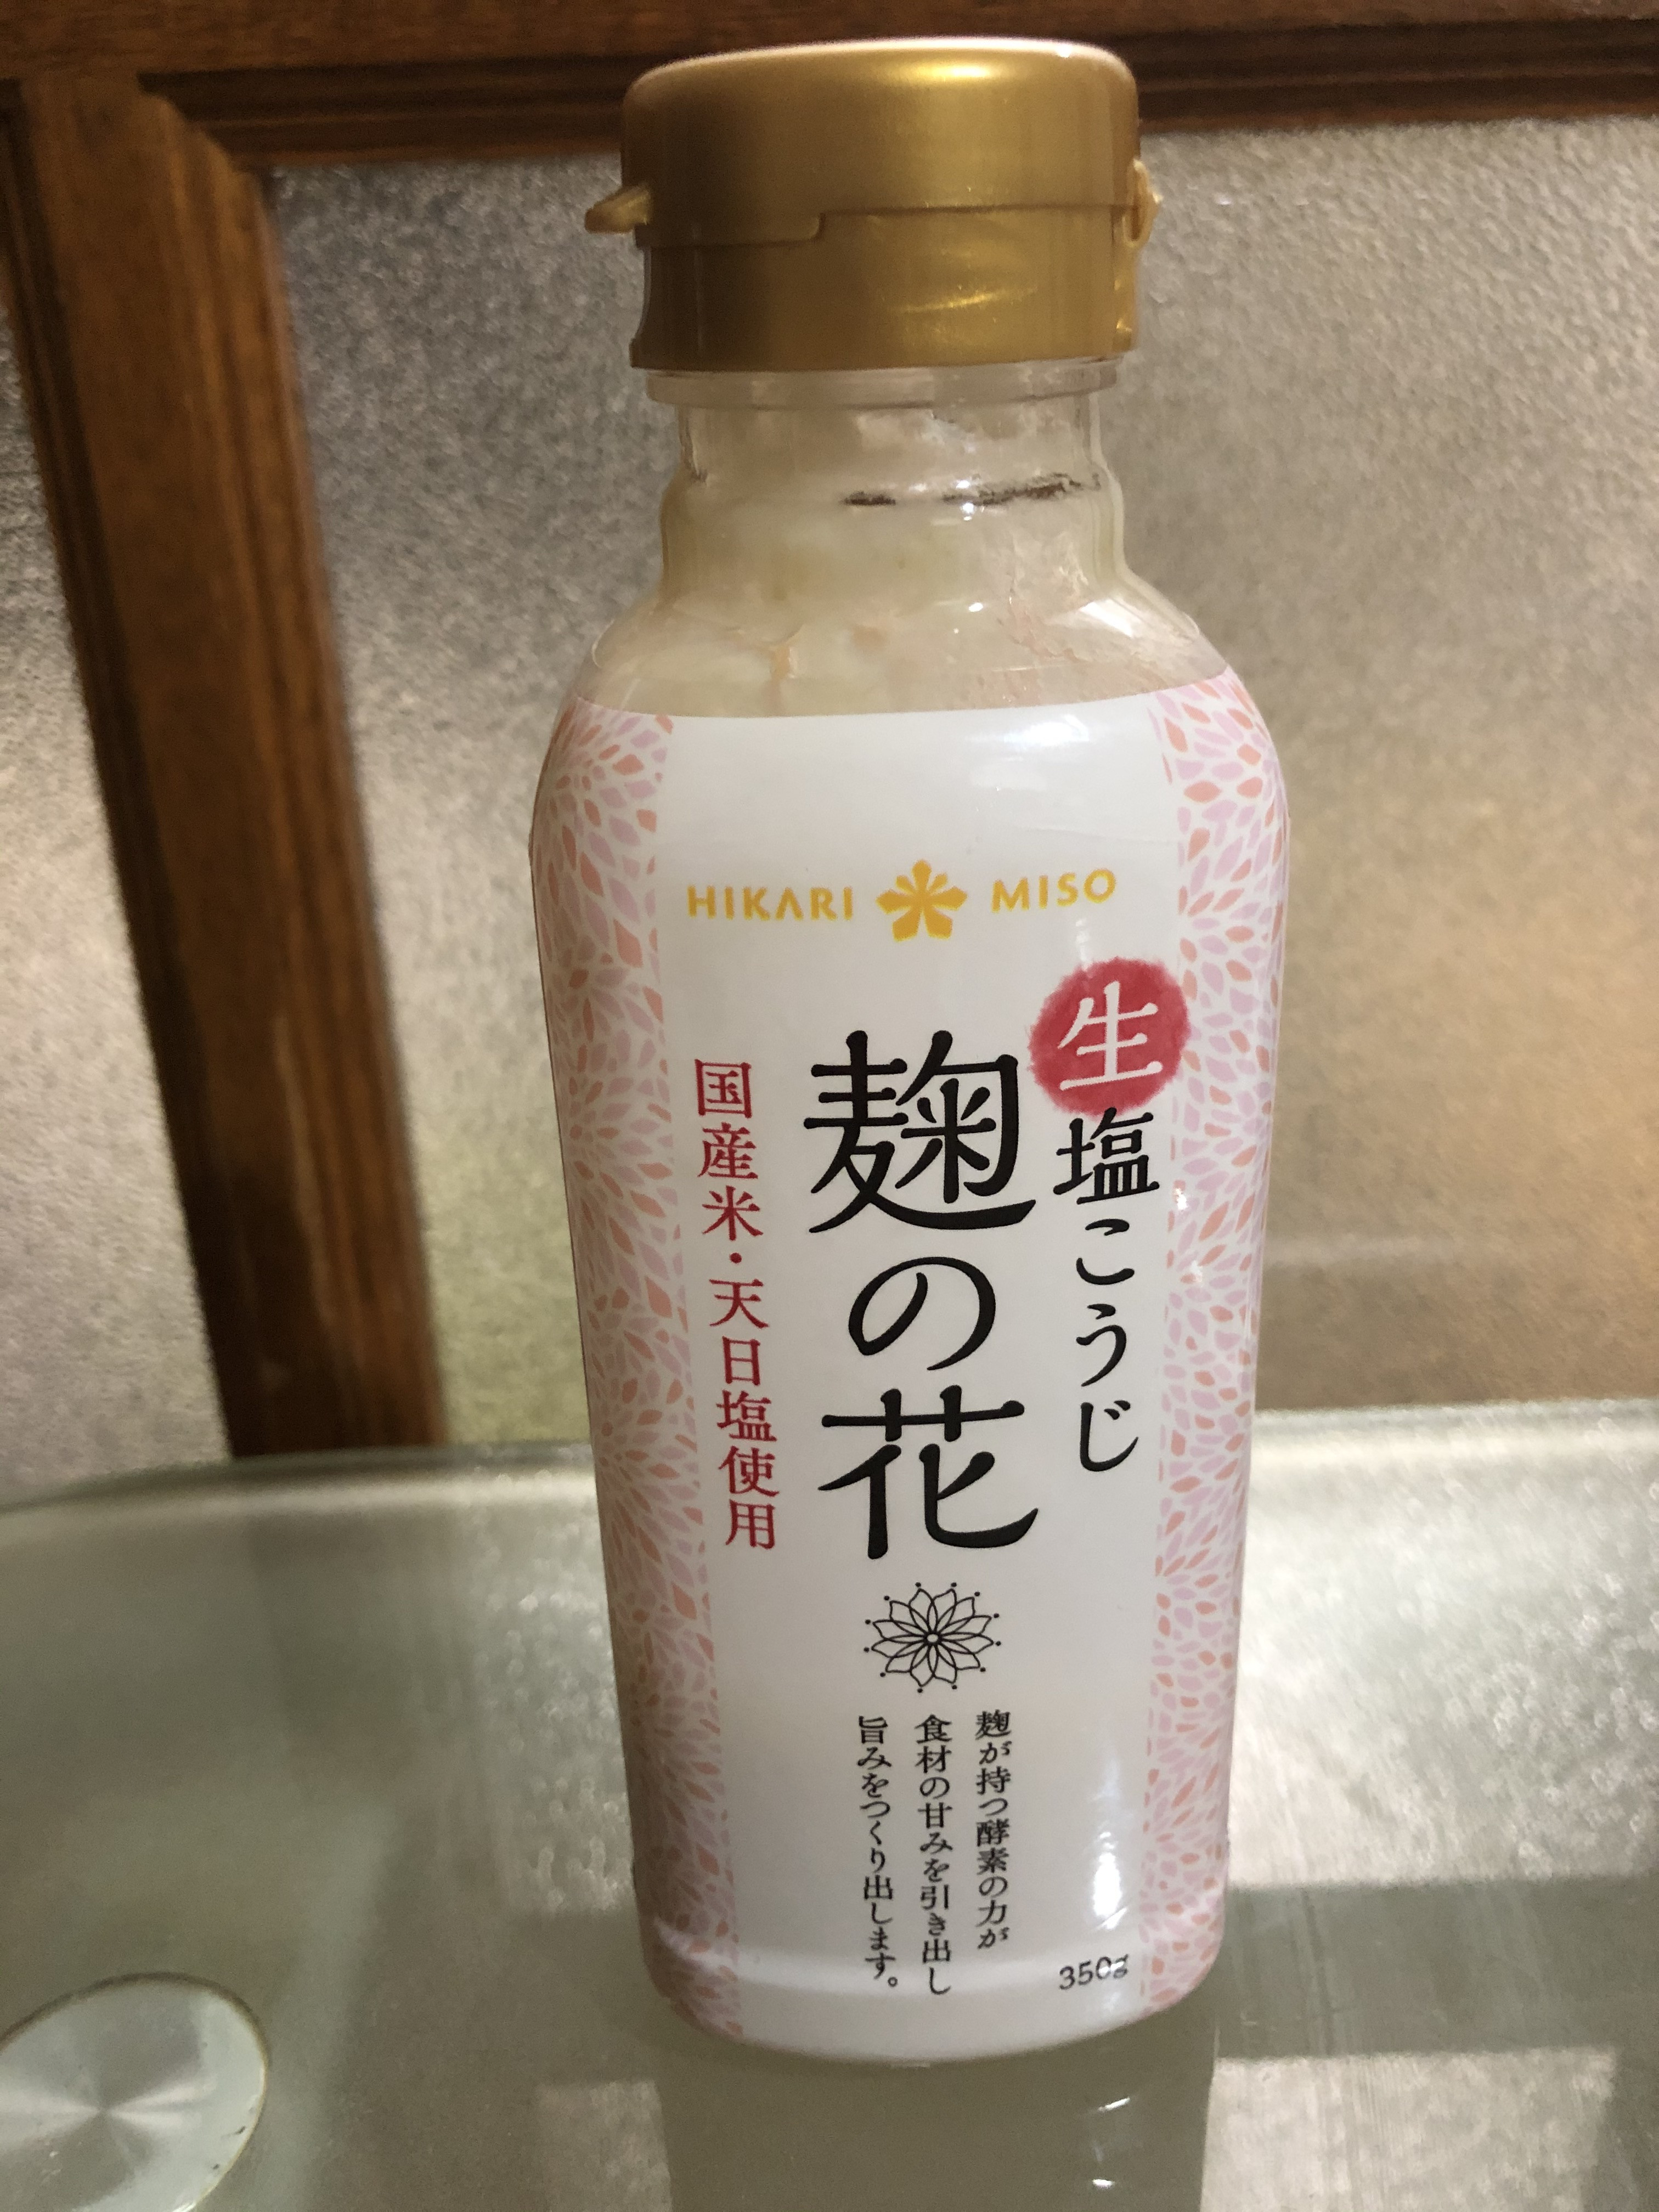 HIKARI MISO
生塩こうじ
麹の花
国産米・天日塩使用
麹が持つ酵素の力が
食材の甘みを引き出し
旨みをつくり出します。
350g